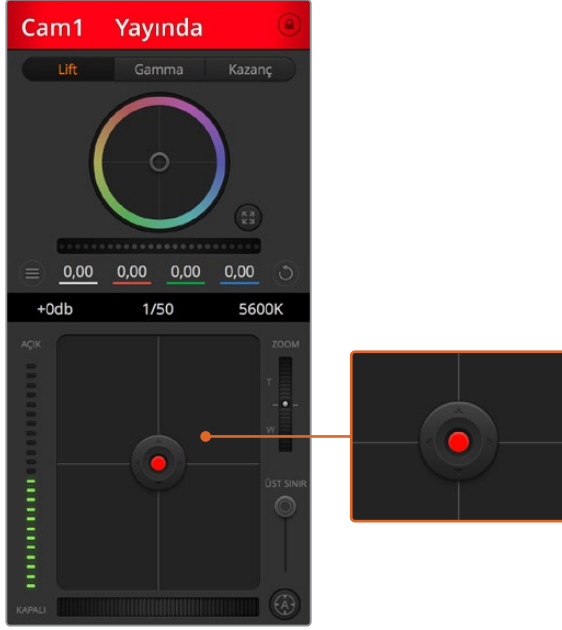 Cam1 Yayında
Lift Gamma Kazanç
0,00 0,00 0,00 0,00
+0db 1/50 5600K
AÇIK ZOOM
T
W
ÜST SINIR
KAPALI A